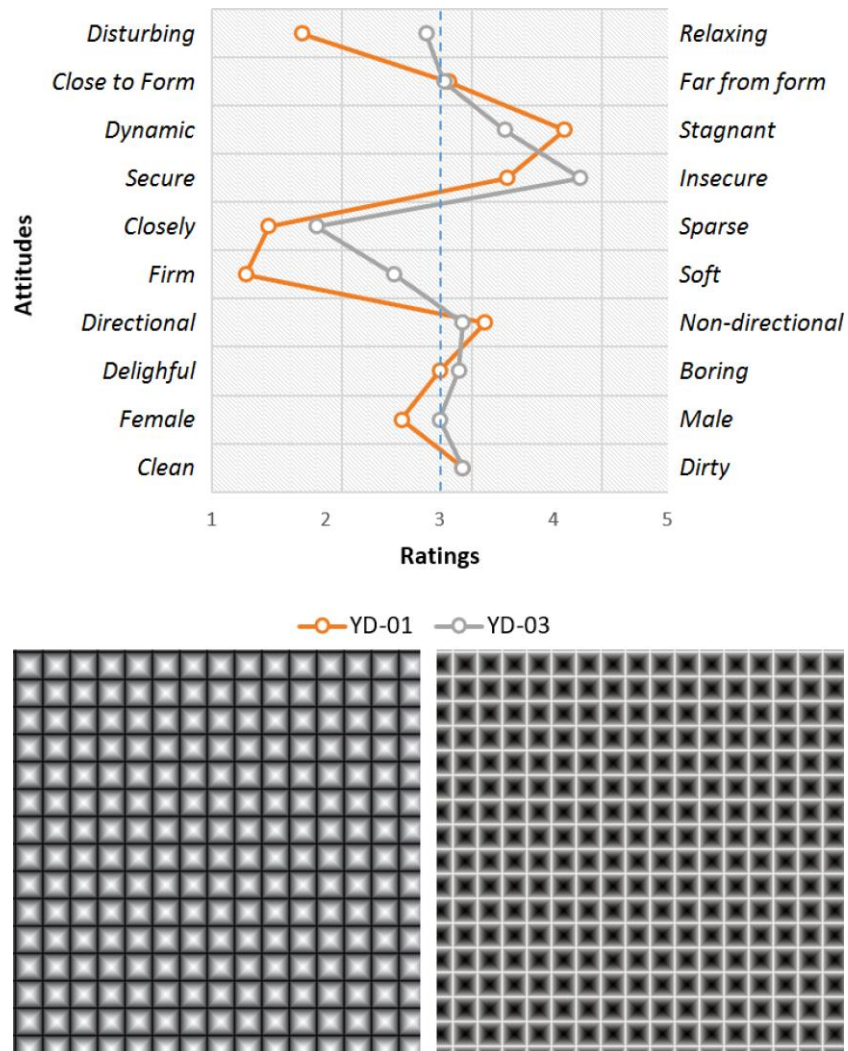 Disturbing Relaxing
Close to Form Far from form
Dynamic Stagnant
Secure Insecure
Closely Sparse
Firm Soft
Directional Non-directional
Delighful Boring
Female Male
Clean Dirty
Attitudes
1 2 3 4 5
Ratings
YD-01 YD-03